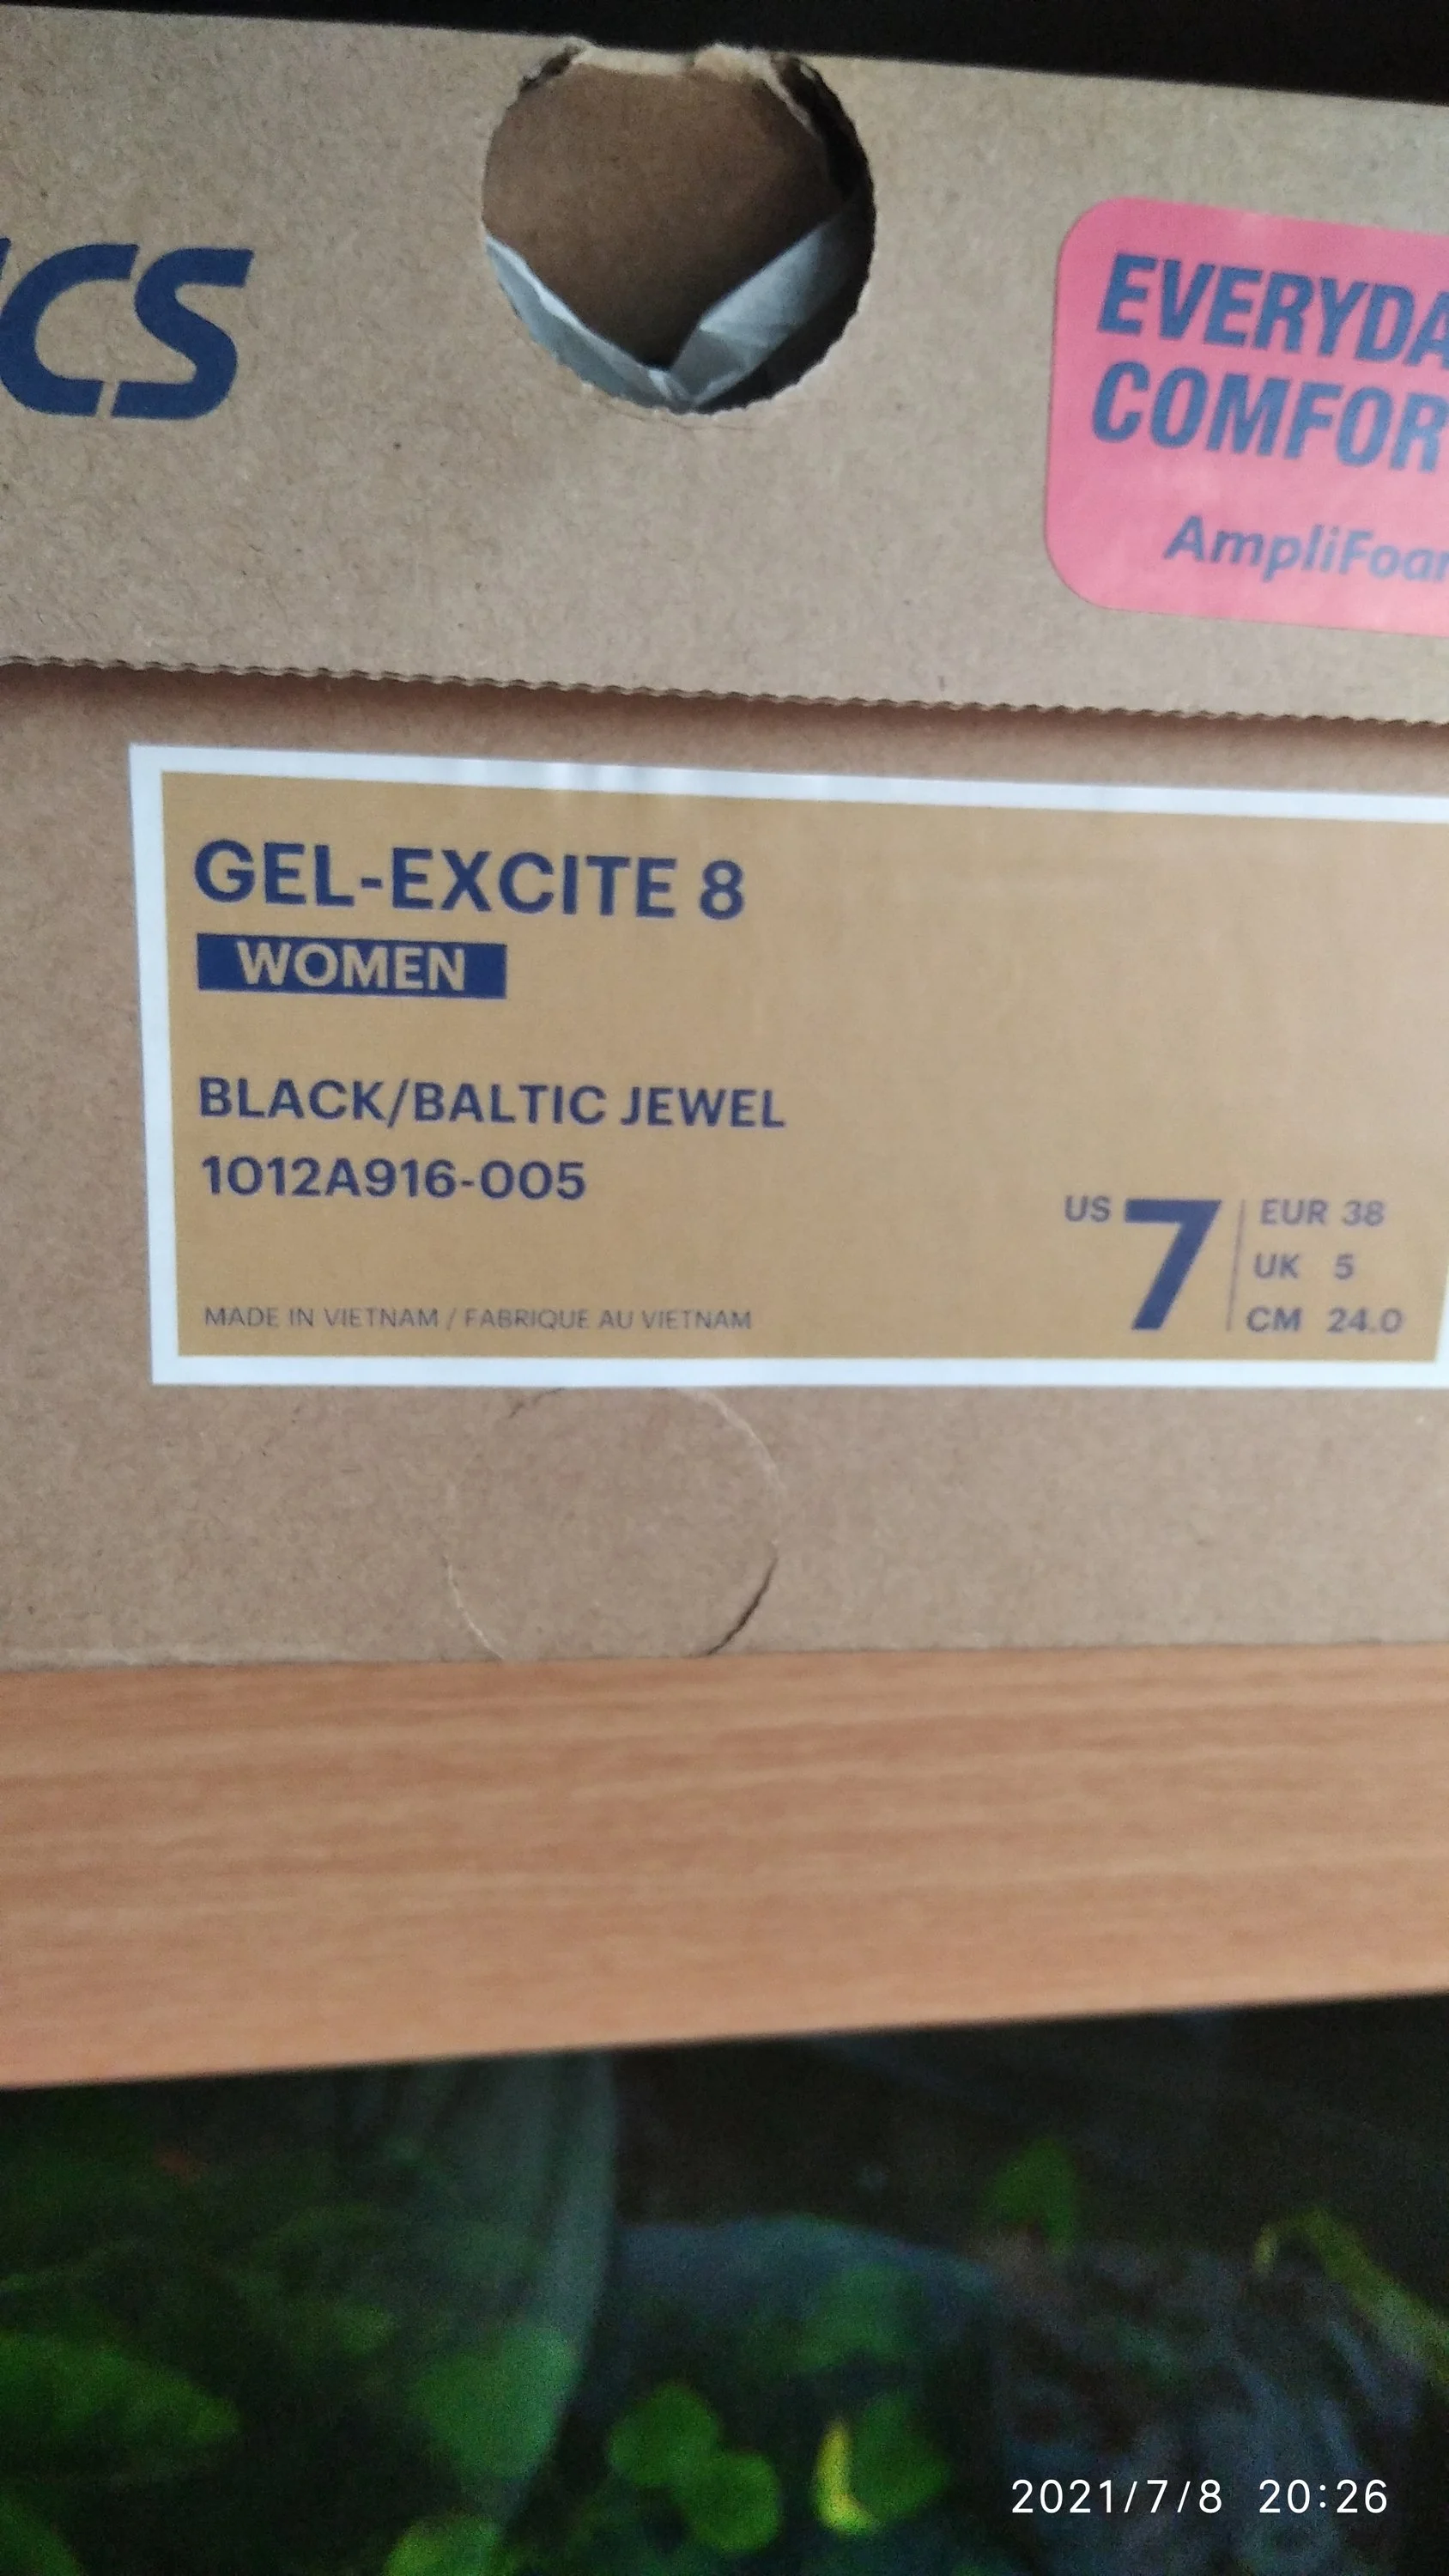 ICS
EVERYDA
COMFOR
AmpliFoa
GEL-EXCITE 8
WOMEN
BLACK/BALTIC JEWEL
1012A916-005
US 7 EUR 38
UK 5
CM 24.0
MADE IN VIETNAM / FABRIQUE AU VIETNAM
2021/7/8 20:26